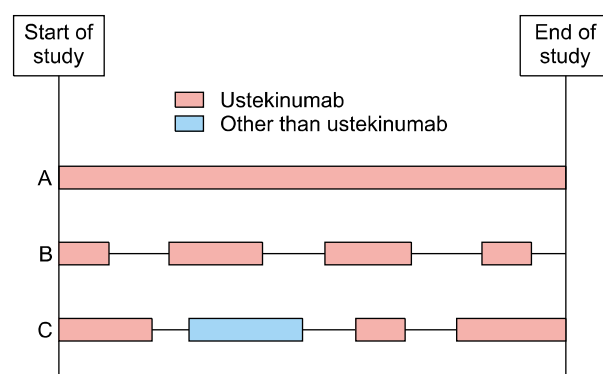 Start of
study
End of
study
Ustekinumab
Other than ustekinumab
A
B
C